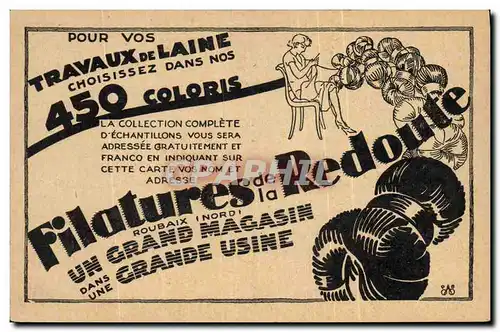 POUR VOS
TRAVAUX DE LAINE
CHOISISSEZ DANS NOS
450 COLORIS
LA COLLECTION COMPLÈTE
D'ÉCHANTILLONS VOUS SERA
ADRESSÉE GRATUITEMENT ET
FRANCO EN INDIQUANT SUR
CETTE CARTE VOS NOM ET
ADRESSE
Filatures de la Redoute
ROUBAIX (NORD)
UN GRAND MAGASIN
DANS UNE GRANDE USINE